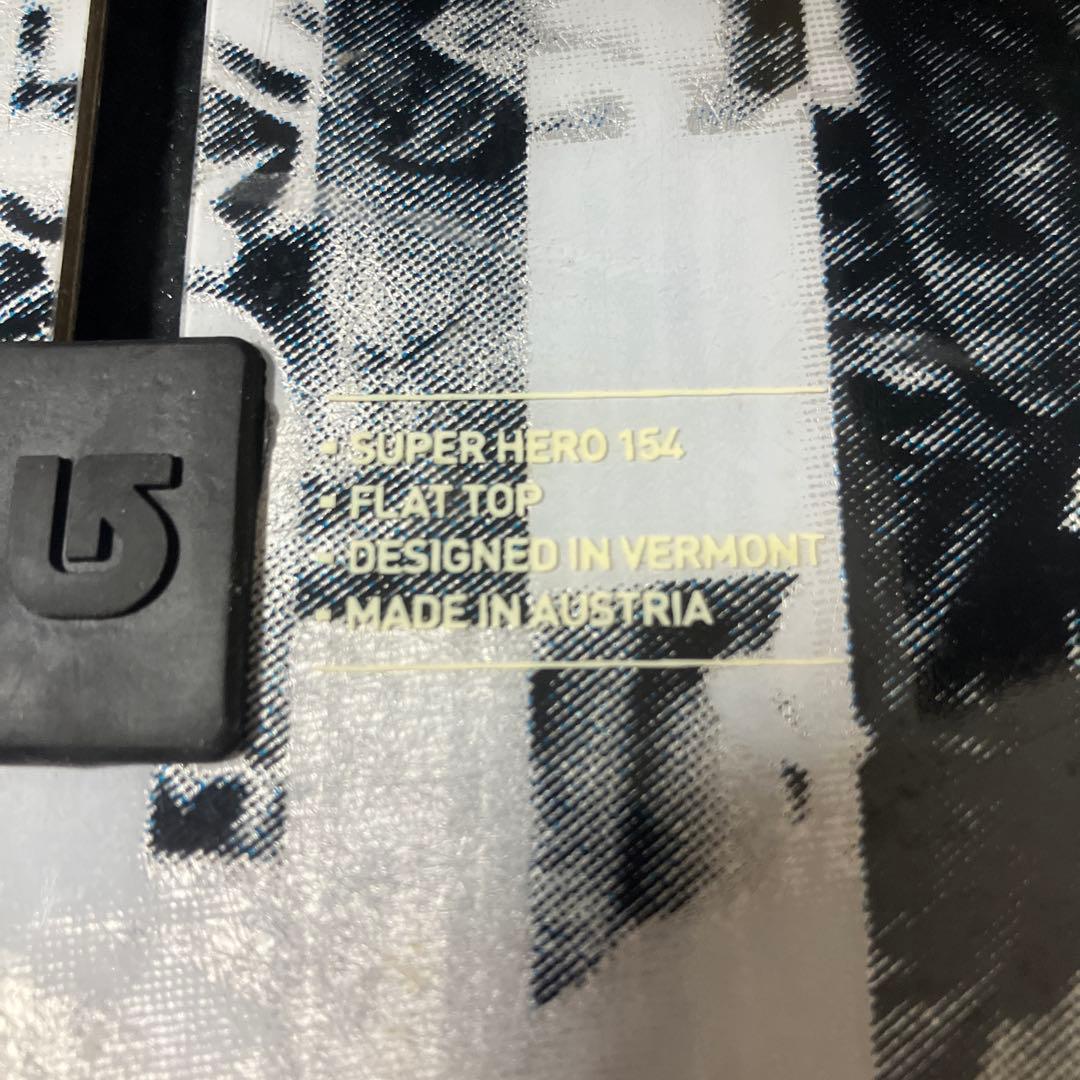 • SUPER HERO 154
• FLAT TOP
• DESIGNED IN VERMONT
• MADE IN AUSTRIA